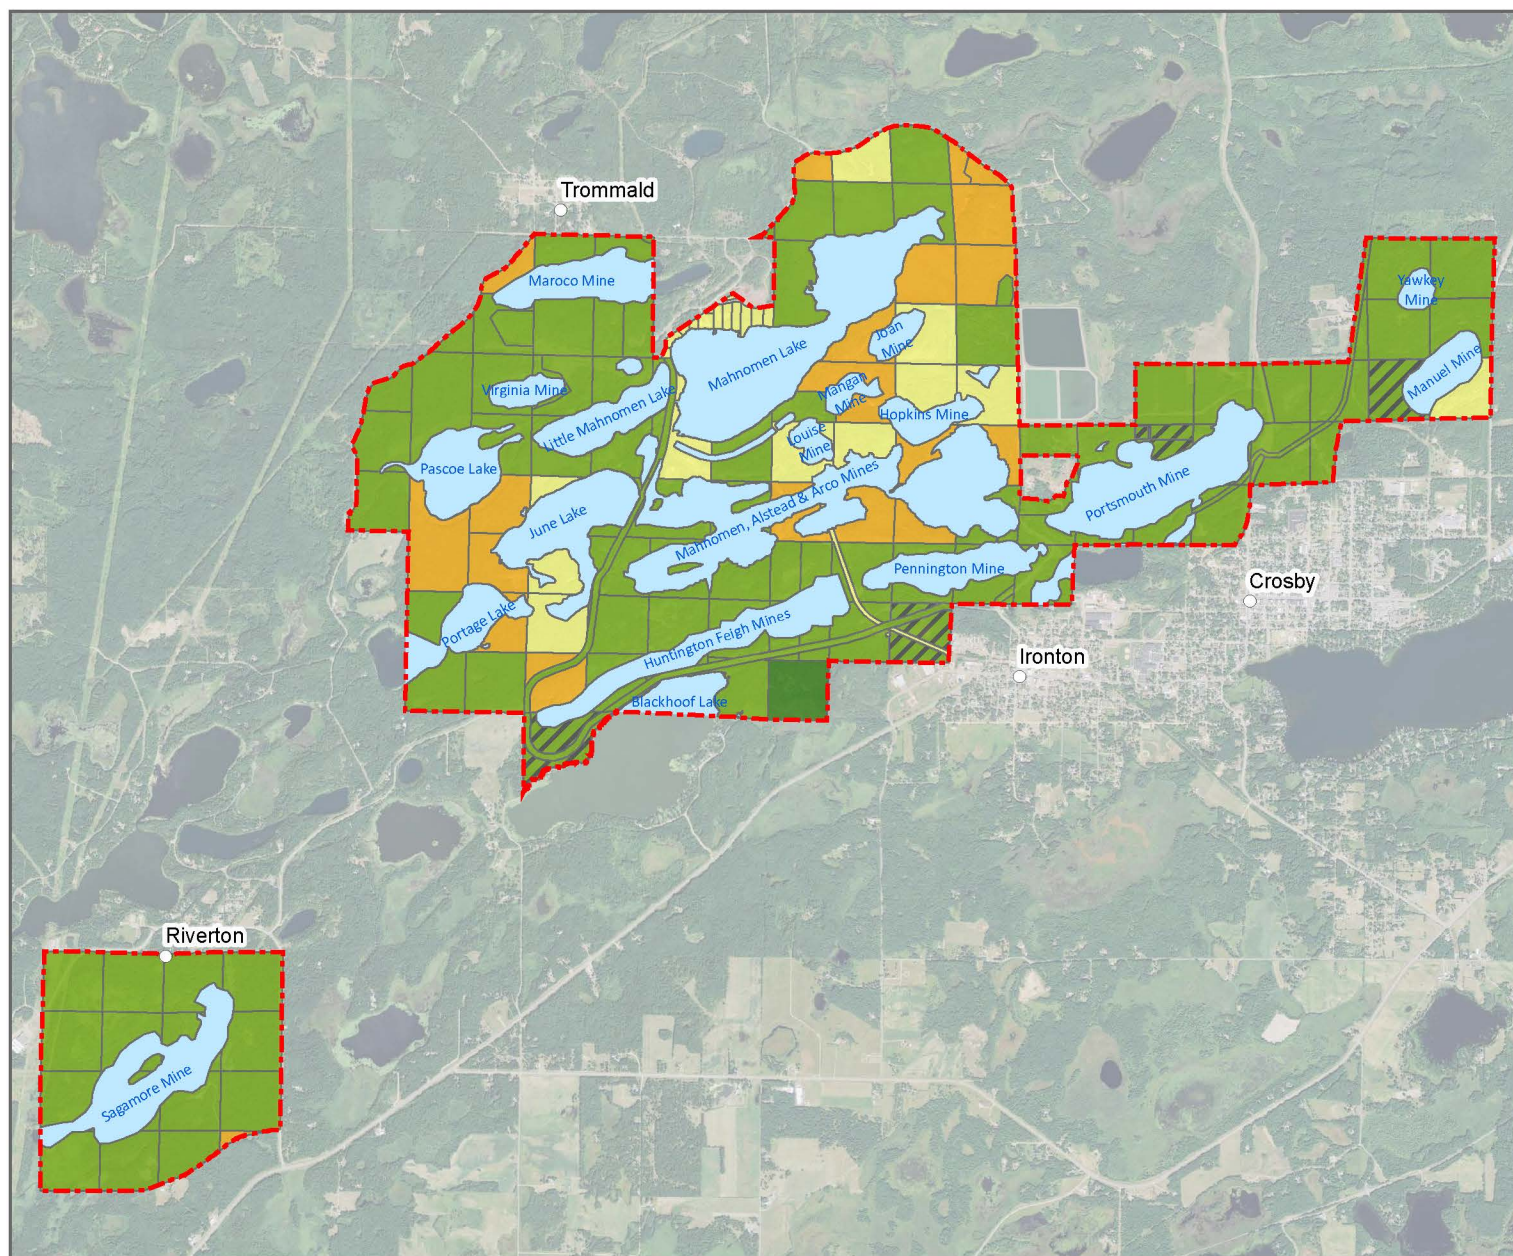 Trommald
Maroco Mine
Yawkey
Mine
Joan
Mine
Mahnomen Lake
Manuel Mine
Virginia Mine
Mangan
Mine
Little Mahnomen Lake
Hopkins Mine
Louise
Mine
Pascoe Lake
Portsmouth Mine
June Lake
Mahnomen, Alstead & Arco Mines
Pennington Mine
Crosby
Portage Lake
Huntington Feigh Mines
Ironton
Blackhoof Lake
Riverton
Sagamore Mine